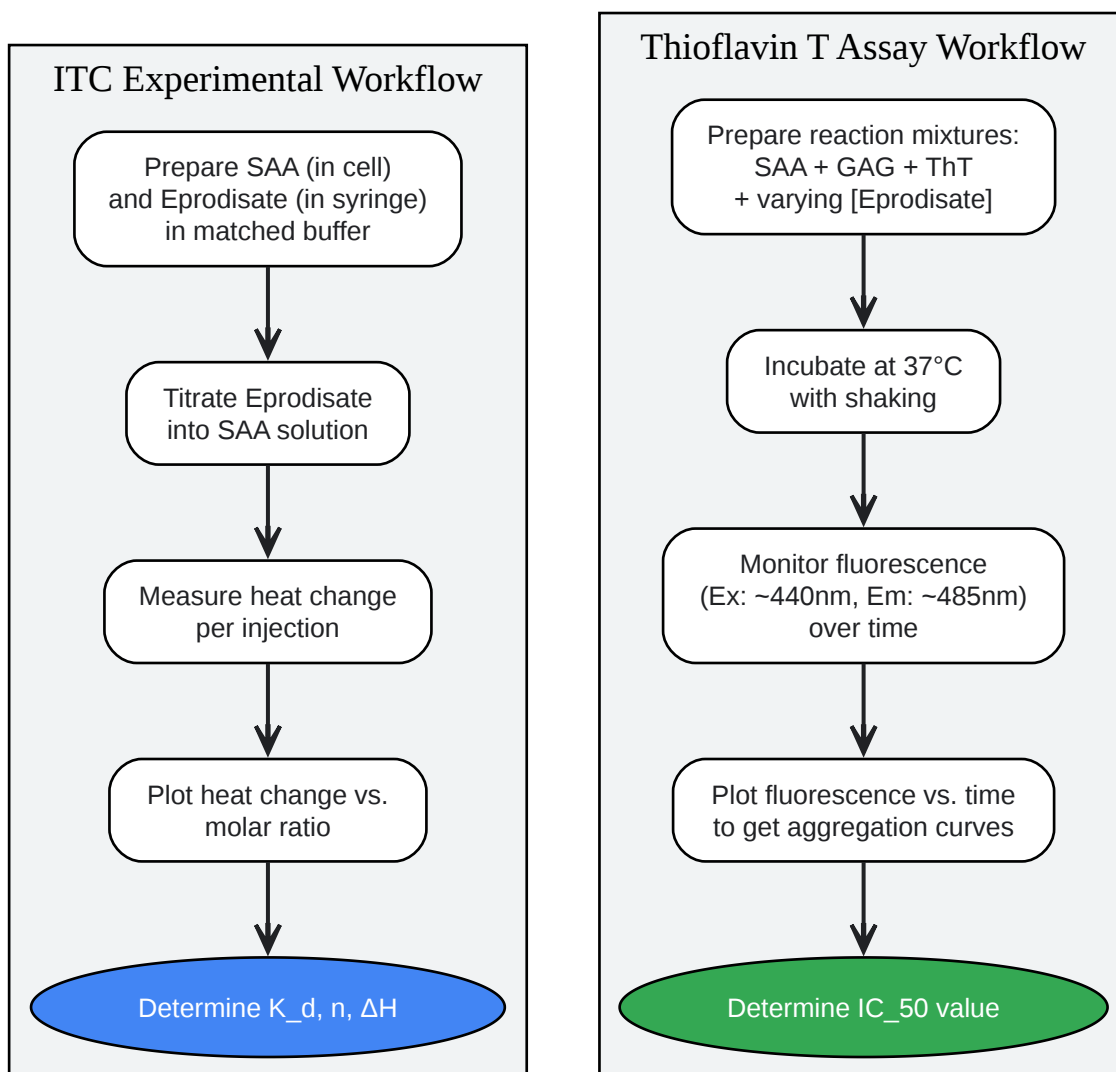 ITC Experimental Workflow
Prepare SAA (in cell)
and Eprodisate (in syringe)
in matched buffer
Titrate Eprodisate
into SAA solution
Measure heat change
per injection
Plot heat change vs.
molar ratio
Determine K_d, n, ΔH
Thioflavin T Assay Workflow
Prepare reaction mixtures:
SAA + GAG + ThT
+ varying [Eprodisate]
Incubate at 37°C
with shaking
Monitor fluorescence
(Ex: ~440nm, Em: ~485nm)
over time
Plot fluorescence vs. time
to get aggregation curves
Determine IC_50 value